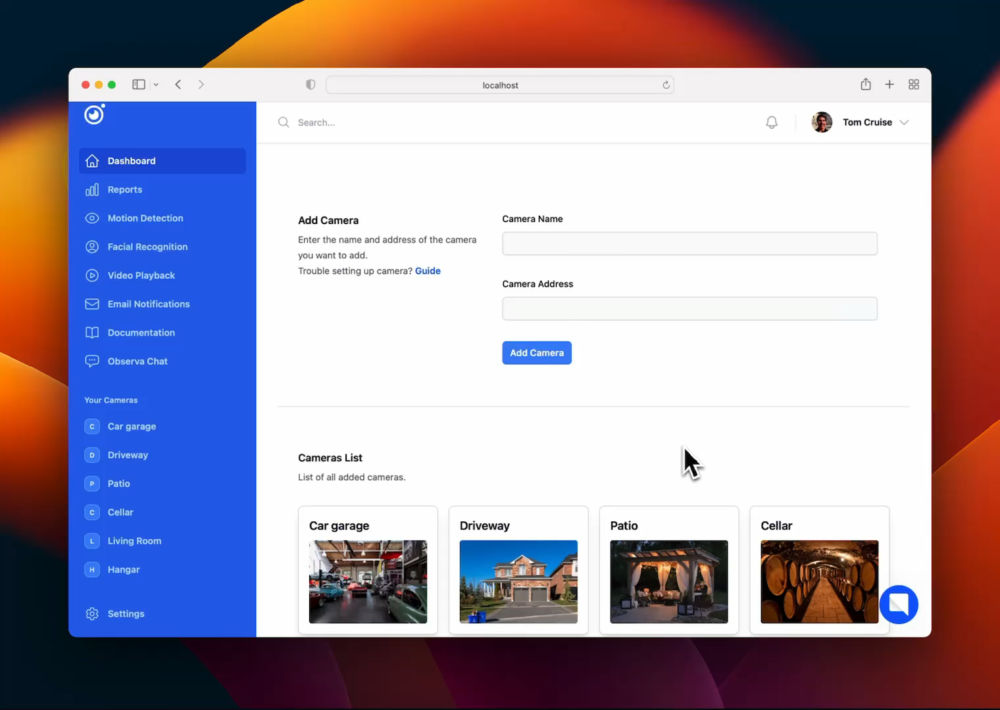 localhost
Search...
Tom Cruise
Dashboard
Reports
Motion Detection
Facial Recognition
Video Playback
Email Notifications
Documentation
Observa Chat
Your Cameras
C Car garage
D Driveway
P Patio
C Cellar
L Living Room
H Hangar
Settings
Add Camera
Enter the name and address of the camera
you want to add.
Trouble setting up camera? Guide
Camera Name
Camera Address
Add Camera
Cameras List
List of all added cameras.
Car garage
Driveway
Patio
Cellar